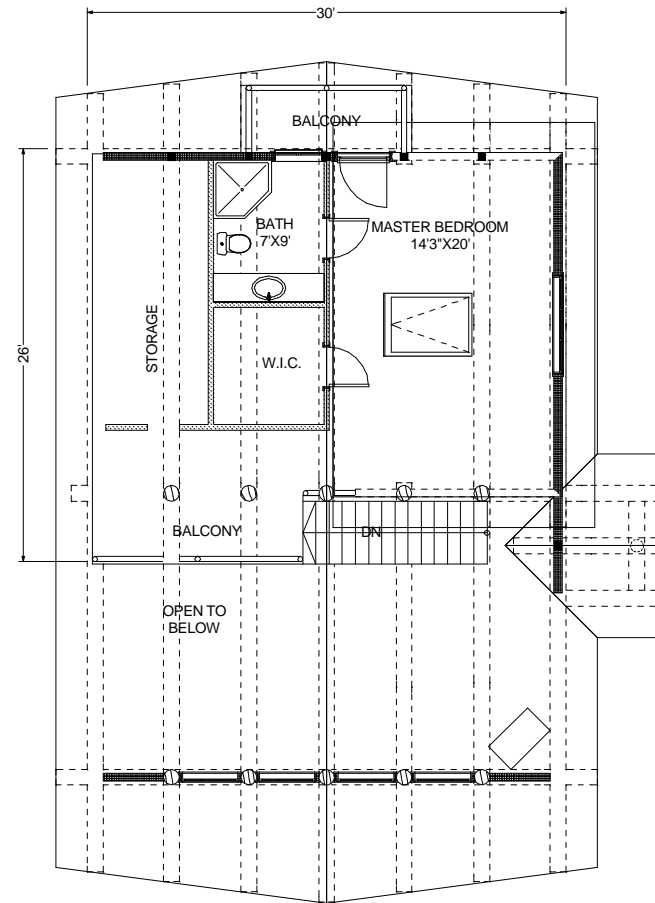 30'
BALCONY
BATH
7'X9'
MASTER BEDROOM
14'3"X20'
26'
STORAGE
W.I.C.
BALCONY
DN
OPEN TO
BELOW